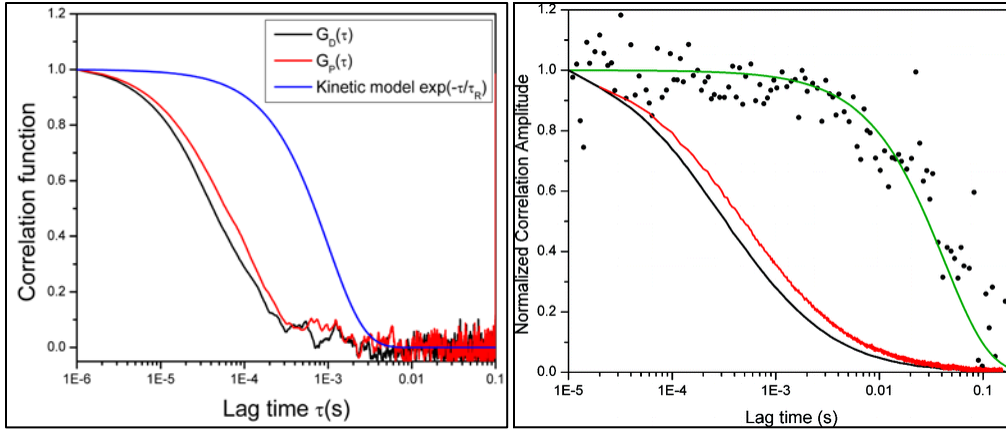 1.2
1.0
0.8
0.6
0.4
0.2
0.0
Correlation function
G_D(τ)
G_P(τ)
Kinetic model exp(-τ/τ_R)
1E-6 1E-5 1E-4 1E-3 0.01 0.1
Lag time τ(s)
1.2
1.0
0.8
0.6
0.4
0.2
0.0
Normalized Correlation Amplitude
1E-5 1E-4 1E-3 0.01 0.1
Lag time (s)